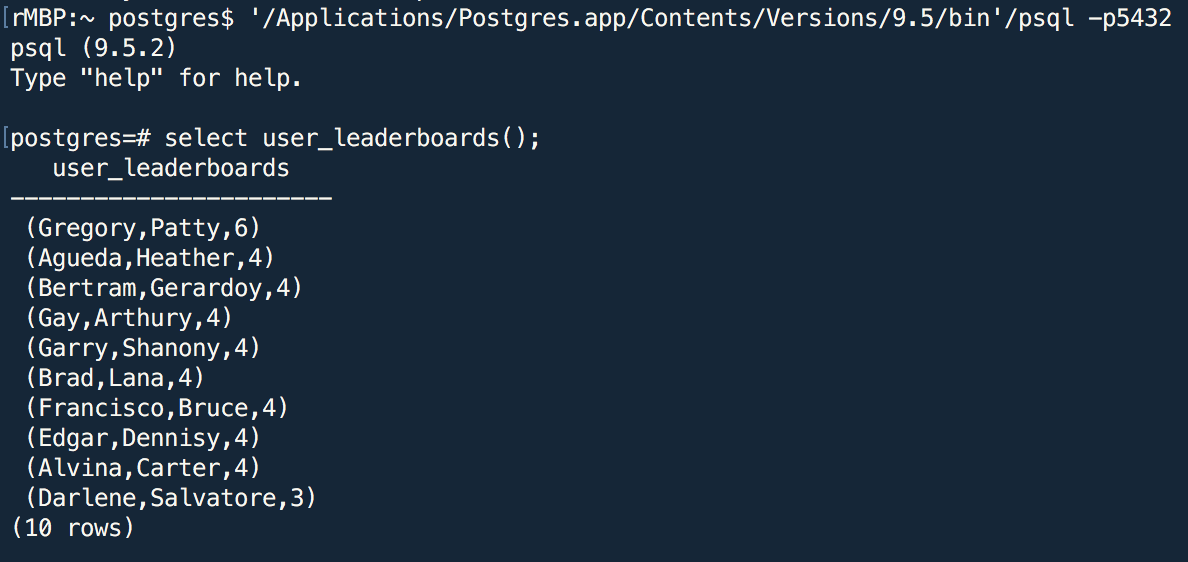 [rMBP:~ postgres$ '/Applications/Postgres.app/Contents/Versions/9.5/bin'/psql -p5432
psql (9.5.2)
Type "help" for help.
[postgres=# select user_leaderboards();
user_leaderboards
-----------------------
(Gregory,Patty,6)
(Agueda,Heather,4)
(Bertram,Gerardoy,4)
(Gay,Arthury,4)
(Garry,Shanony,4)
(Brad,Lana,4)
(Francisco,Bruce,4)
(Edgar,Dennisy,4)
(Alvina,Carter,4)
(Darlene,Salvatore,3)
(10 rows)